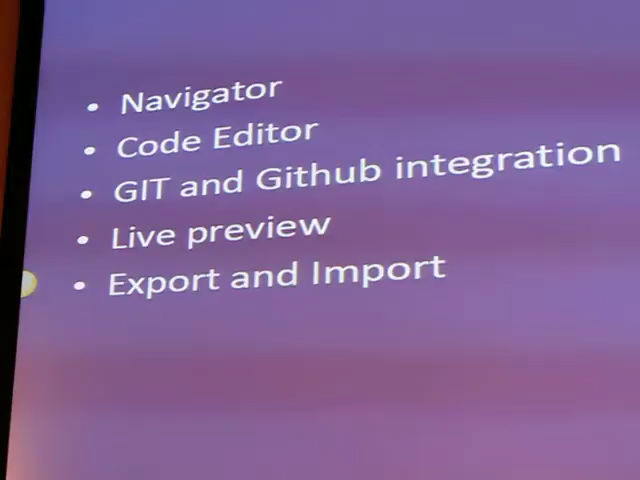 • Navigator
• Code Editor
• GIT and Github integration
• Live preview
• Export and Import